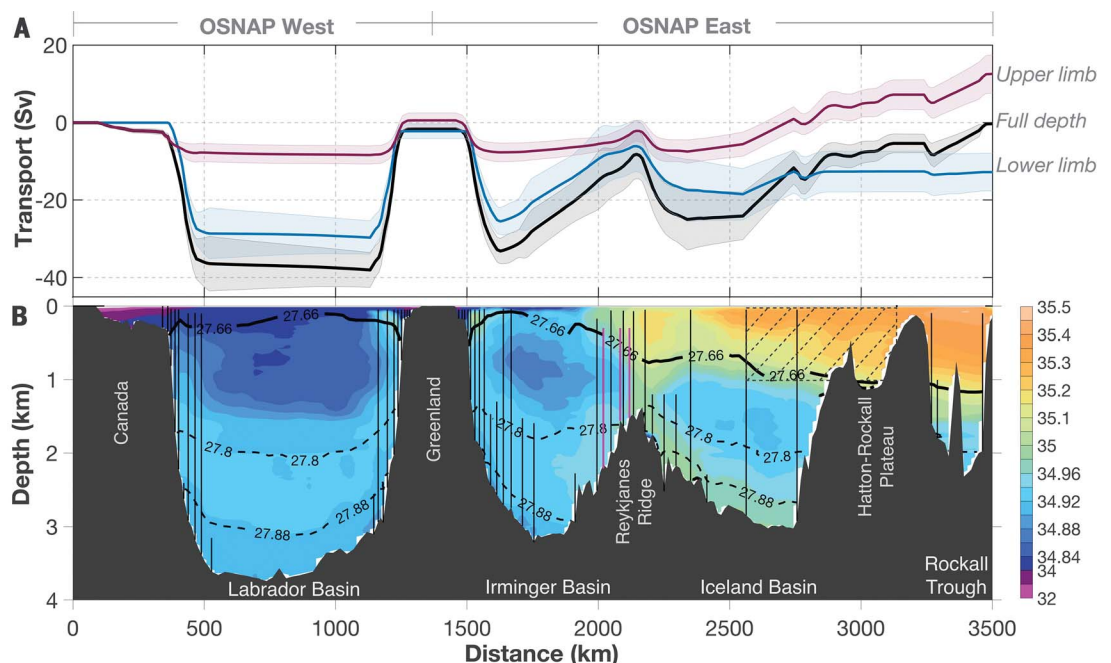 A
OSNAP West
OSNAP East
20
0
-20
-40
Transport (Sv)
Upper limb
Full depth
Lower limb
B
0
1
2
3
4
Depth (km)
27.66
27.66
27.66
27.66
27.66
27.8
27.8
27.8
27.88
27.88
27.88
27.88
Canada
Greenland
Reykjanes
Ridge
Hatton-Rockall
Plateau
Labrador Basin
Irminger Basin
Iceland Basin
Rockall
Trough
35.5
35.4
35.3
35.2
35.1
35
34.96
34.92
34.88
34.84
34
32
0
500
1000
1500
2000
2500
3000
3500
Distance (km)